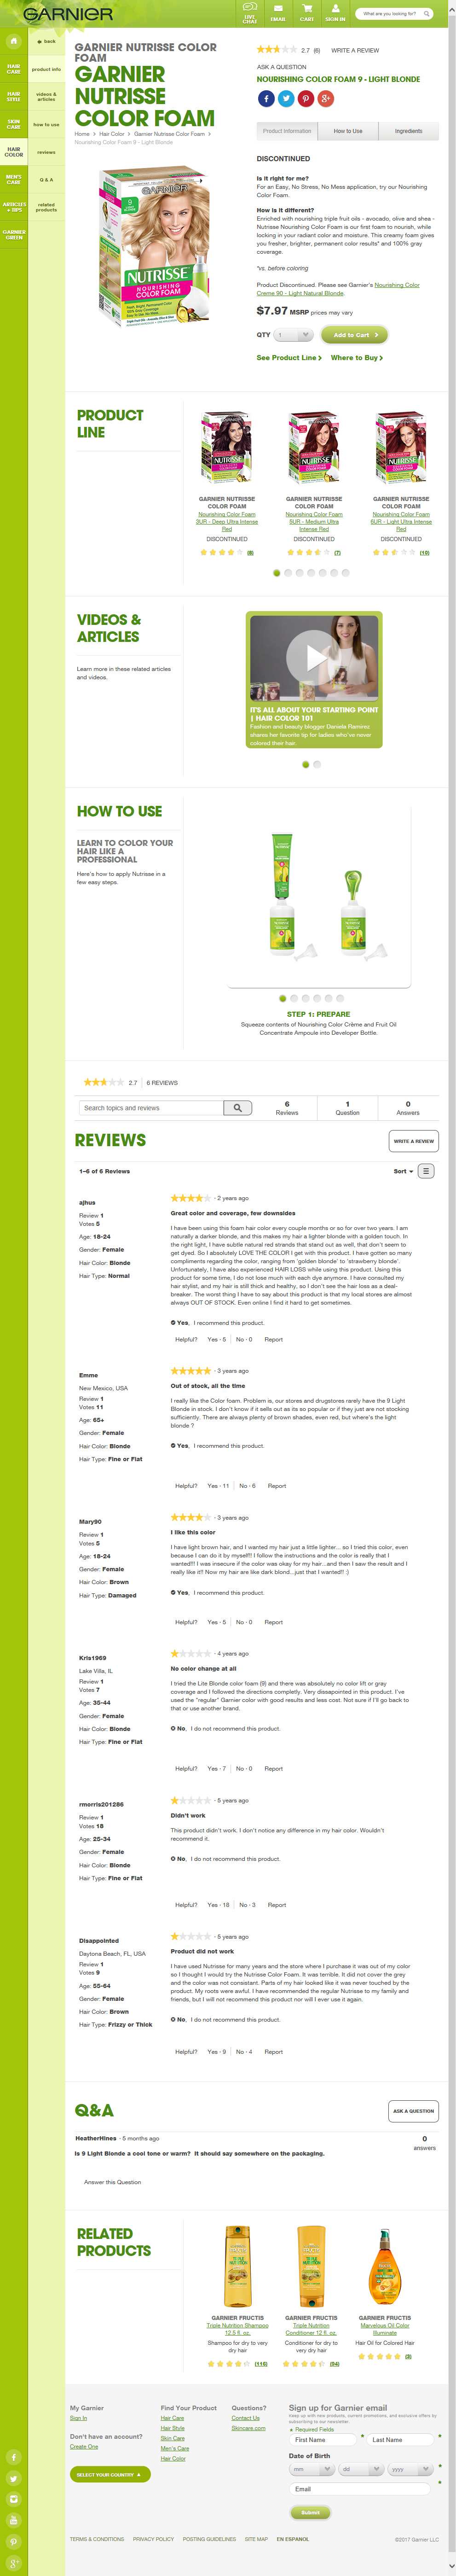 GARNIER
LIVE CHAT
EMAIL
CART
SIGN IN
What are you looking for?
HAIR CARE
HAIR STYLE
SKIN CARE
HAIR COLOR
MEN'S CARE
ARTICLES + TIPS
GARNIER GREEN
back
product info
videos & articles
how to use
reviews
Q & A
related products
GARNIER NUTRISSE COLOR
FOAM
GARNIER
NUTRISSE
COLOR FOAM
Home > Hair Color > Garnier Nutrisse Color Foam >
Nourishing Color Foam 9 - Light Blonde
GARNIER
9
NUTRISSE
NOURISHING
COLOR FOAM
2.7 (6) WRITE A REVIEW
ASK A QUESTION
NOURISHING COLOR FOAM 9 - LIGHT BLONDE
Product Information
How to Use
Ingredients
DISCONTINUED
Is it right for me?
For an Easy, No Stress, No Mess application, try our Nourishing
Color Foam.
How is it different?
Enriched with nourishing triple fruit oils - avocado, olive and shea -
Nutrisse Nourishing Color Foam is our first foam to nourish, while
locking in your radiant color and moisture. The creamy foam gives
you fresher, brighter, permanent color results* and 100% gray
coverage.
*vs. before coloring
Product Discontinued. Please see Garnier's Nourishing Color
Creme 90 - Light Natural Blonde.
$7.97 MSRP prices may vary
QTY 1 Add to Cart >
See Product Line > Where to Buy >
PRODUCT
LINE
GARNIER NUTRISSE
COLOR FOAM
Nourishing Color Foam
3UR - Deep Ultra Intense
Red
DISCONTINUED
(8)
GARNIER NUTRISSE
COLOR FOAM
Nourishing Color Foam
5UR - Medium Ultra
Intense Red
DISCONTINUED
(7)
GARNIER NUTRISSE
COLOR FOAM
Nourishing Color Foam
6UR - Light Ultra Intense
Red
DISCONTINUED
(10)
VIDEOS &
ARTICLES
Learn more in these related articles
and videos.
IT'S ALL ABOUT YOUR STARTING POINT
| HAIR COLOR 101
Fashion and beauty blogger Daniela Ramirez
shares her favorite tip for ladies who've never
colored their hair.
HOW TO USE
LEARN TO COLOR YOUR
HAIR LIKE A
PROFESSIONAL
Here's how to apply Nutrisse in a
few easy steps.
STEP 1: PREPARE
Squeeze contents of Nourishing Color Crème and Fruit Oil
Concentrate Ampoule into Developer Bottle.
2.7 6 REVIEWS
Search topics and reviews
6
Reviews
1
Question
0
Answers
REVIEWS
WRITE A REVIEW
1-6 of 6 Reviews
Sort
ajhus
Review 1
Votes 5
Age: 18-24
Gender: Female
Hair Color: Blonde
Hair Type: Normal
· 2 years ago
Great color and coverage, few downsides
I have been using this foam hair color every couple months or so for over two years. I am
naturally a darker blonde, and this makes my hair a lighter blonde with a golden touch. In
the right light, I have subtle natural red strands that stand out as well, that don't seem to
get dyed. So I absolutely LOVE THE COLOR I get with this product. I have gotten so many
compliments regarding the color, ranging from 'golden blonde' to 'strawberry blonde'.
Unfortunately, I have also experienced HAIR LOSS while using this product. Using this
product for some time, I do not lose much with each dye anymore. I have consulted my
hair stylist, and my hair is still thick and healthy, so I don't see this as a deal-breaker.
The worst thing I have to say about this product is that my local stores are almost
always OUT OF STOCK. Even online I find it hard to get sometimes.
Yes, I recommend this product.
Helpful? Yes · 5 No · 0 Report
Emme
New Mexico, USA
Review 1
Votes 11
Age: 65+
Gender: Female
Hair Color: Blonde
Hair Type: Fine or Flat
· 3 years ago
Out of stock, all the time
I really like the Color foam. Problem is, our stores and drugstores rarely have the 9 Light
Blonde in stock. I don't know if that means its so popular or if they just are not stocking
sufficiently. There are always plenty of brown shades, even red, but where's the light
blonde ?
Yes, I recommend this product.
Helpful? Yes · 11 No · 6 Report
Mary90
Review 1
Votes 5
Age: 18-24
Gender: Female
Hair Color: Brown
Hair Type: Damaged
· 3 years ago
I like this color
I have light brown hair, and I wanted my hair just a little lighter... so I tried this color, even
because I can do it by myself!! I follow the instructions and the color is really that I
wanted!!! I was insecure if the color was okay for my hair...and then I saw the result and I
really like it!! Now my hair are like dark blond...just that I wanted!! :)
Yes, I recommend this product.
Helpful? Yes · 5 No · 0 Report
Kris1969
Lake Villa, IL
Review 1
Votes 7
Age: 35-44
Gender: Female
Hair Color: Blonde
Hair Type: Fine or Flat
· 4 years ago
No color change at all
I tried the Lite Blonde color foam (9) and there was absolutely no color lift or gray
coverage and I followed the directions completely. Very dissapointed in this product. I've
used the "regular" Garnier color with good results and less cost. Not sure if I'll go back to
that or use another brand.
No, I do not recommend this product.
Helpful? Yes · 7 No · 0 Report
rmorris201286
Review 1
Votes 18
Age: 25-34
Gender: Female
Hair Color: Blonde
Hair Type: Fine or Flat
· 5 years ago
Didn't work
This product didn't work. I don't notice any difference in my hair color. Wouldn't
recommend it.
No, I do not recommend this product.
Helpful? Yes · 18 No · 3 Report
Disappointed
Daytona Beach, FL, USA
Review 1
Votes 9
Age: 55-64
Gender: Female
Hair Color: Brown
Hair Type: Frizzy or Thick
· 5 years ago
Product did not work
I have used Nutrisse for many years and the store where I purchase it was out of my color
so I thought I would try the Nutrisse Color Foam. It was terrible. It did not cover the grey
and the color was not consistent. Parts of my hair looked like it was never touched by the
product. My roots were awful. I have recommended the regular Nutrisse to my family and
friends, but I will not recommend this product nor will I ever use it again.
No, I do not recommend this product.
Helpful? Yes · 9 No · 4 Report
Q&A
ASK A QUESTION
HeatherHines · 5 months ago
Is 9 Light Blonde a cool tone or warm? It should say somewhere on the packaging.
0
answers
Answer this Question
RELATED
PRODUCTS
GARNIER FRUCTIS
Triple Nutrition Shampoo
12.5 fl. oz.
Shampoo for dry to very
dry hair
(116)
GARNIER FRUCTIS
Triple Nutrition
Conditioner 12 fl. oz.
Conditioner for dry to
very dry hair
(54)
GARNIER FRUCTIS
Marvelous Oil Color
Illuminate
Hair Oil for Colored Hair
(3)
My Garnier
Sign In
Don't have an account?
Create One
SELECT YOUR COUNTRY
Find Your Product
Hair Care
Hair Style
Skin Care
Men's Care
Hair Color
Questions?
Contact Us
Skincare.com
Sign up for Garnier email
Keep up with new products, current promotions, and exclusive offers by
subscribing to our newsletter.
* Required Fields
First Name * Last Name *
Date of Birth
mm dd yyyy *
Email *
Submit
TERMS & CONDITIONS PRIVACY POLICY POSTING GUIDELINES SITE MAP EN ESPANOL
©2017 Garnier LLC